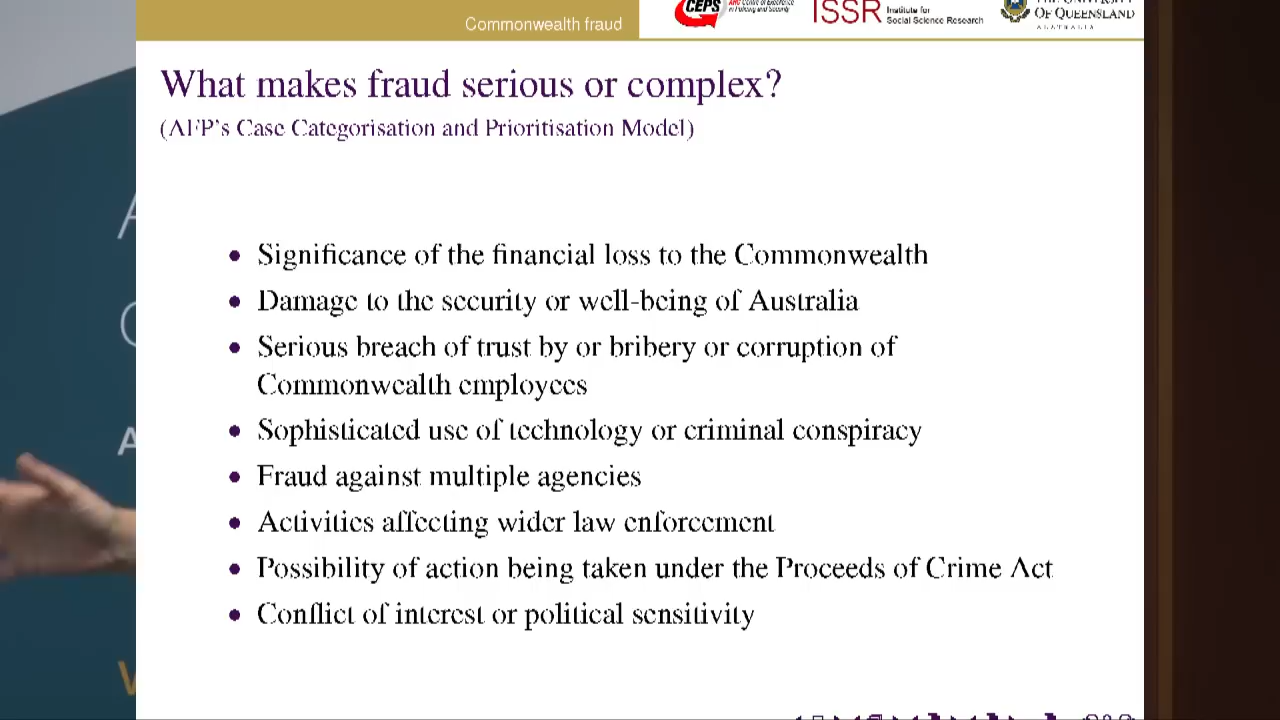 Commonwealth fraud
CEPS
ISSR
Institute for
Social Science Research
OF QUEENSLAND
AUSTRALIA
What makes fraud serious or complex?
(AFP's Case Categorisation and Prioritisation Model)
• Significance of the financial loss to the Commonwealth
• Damage to the security or well-being of Australia
• Serious breach of trust by or bribery or corruption of
Commonwealth employees
• Sophisticated use of technology or criminal conspiracy
• Fraud against multiple agencies
• Activities affecting wider law enforcement
• Possibility of action being taken under the Proceeds of Crime Act
• Conflict of interest or political sensitivity